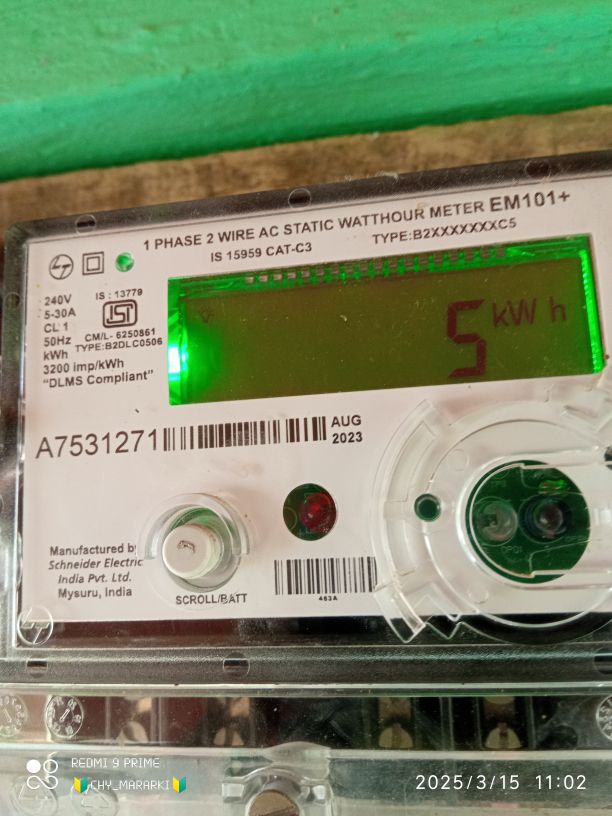 1 PHASE 2 WIRE AC STATIC WATTHOUR METER EM101+
IS 15959 CAT-C3
TYPE:B2XXXXXXXC5
240V
5-30A
CL 1
50Hz
kWh
3200 imp/kWh
"DLMS Compliant"
IS : 13779
ISI
CM/L- 6250861
TYPE:B2DLC0506
5 kWh
A7531271
AUG
2023
Manufactured by
Schneider Electric
India Pvt. Ltd.
Mysuru, India
SCROLL/BATT
463A
REDMI 9 PRIME
CHY_MARARKI
2025/3/15 11:02